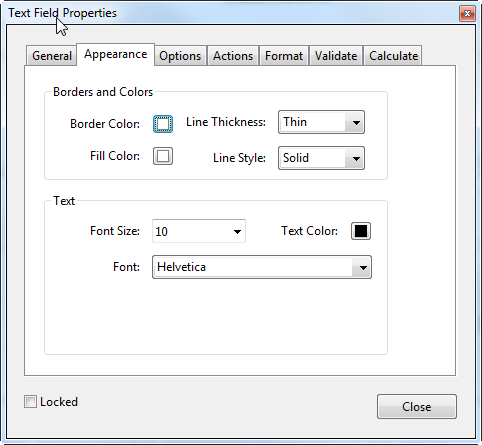 Text Field Properties
General Appearance Options Actions Format Validate Calculate
Borders and Colors
Border Color: Line Thickness: Thin
Fill Color: Line Style: Solid
Text
Font Size: 10 Text Color:
Font: Helvetica
Locked Close